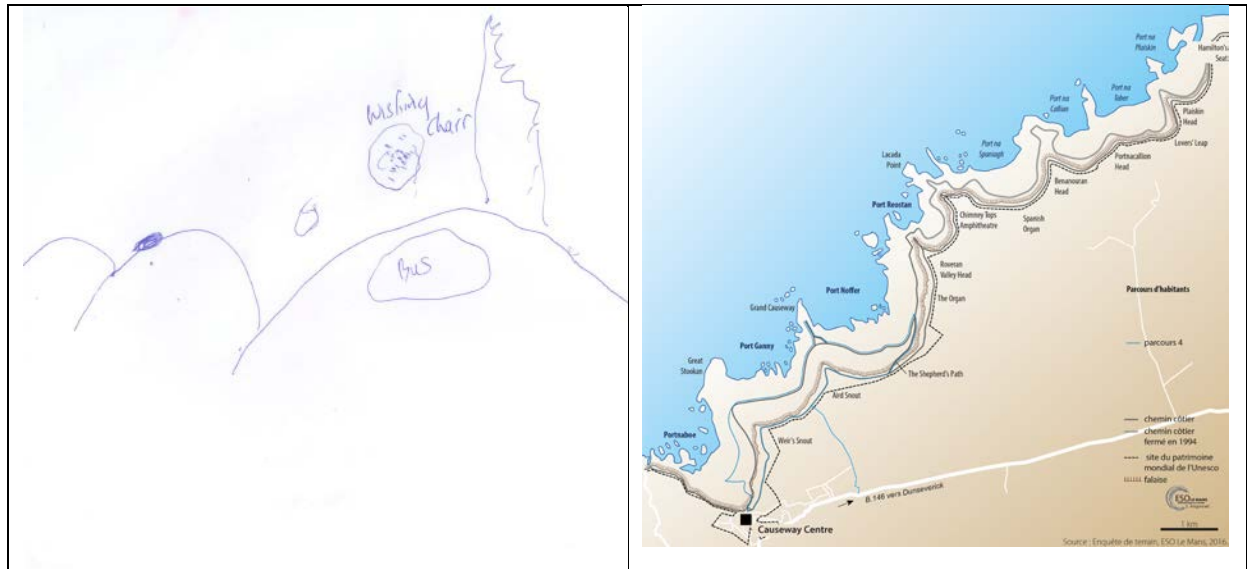 Wishing
chair
Bus
Port na
Plaiskin
Hamilton's
Seat
Port na
Tober
Port na
Callian
Plaiskin
Head
Port na
Spaniagh
Lovers' Leap
Lacada
Point
Portnacallion
Head
Benanouran
Head
Port Reostan
Chimney Tops
Amphitheatre
Spanish
Organ
Roveran
Valley Head
Port Noffer
Parcours d'habitants
The Organ
Grand Causeway
parcours 4
Port Ganny
Great
Stookan
The Shepherd's Path
Aird Snout
chemin côtier
chemin côtier
fermé en 1994
Portnaboe
Weir's Snout
site du patrimoine
mondial de l'Unesco
falaise
B.146 vers Dunseverick
ESO LE MANS
Causeway Centre
1 km
Source : Enquête de terrain, ESO Le Mans, 2016.